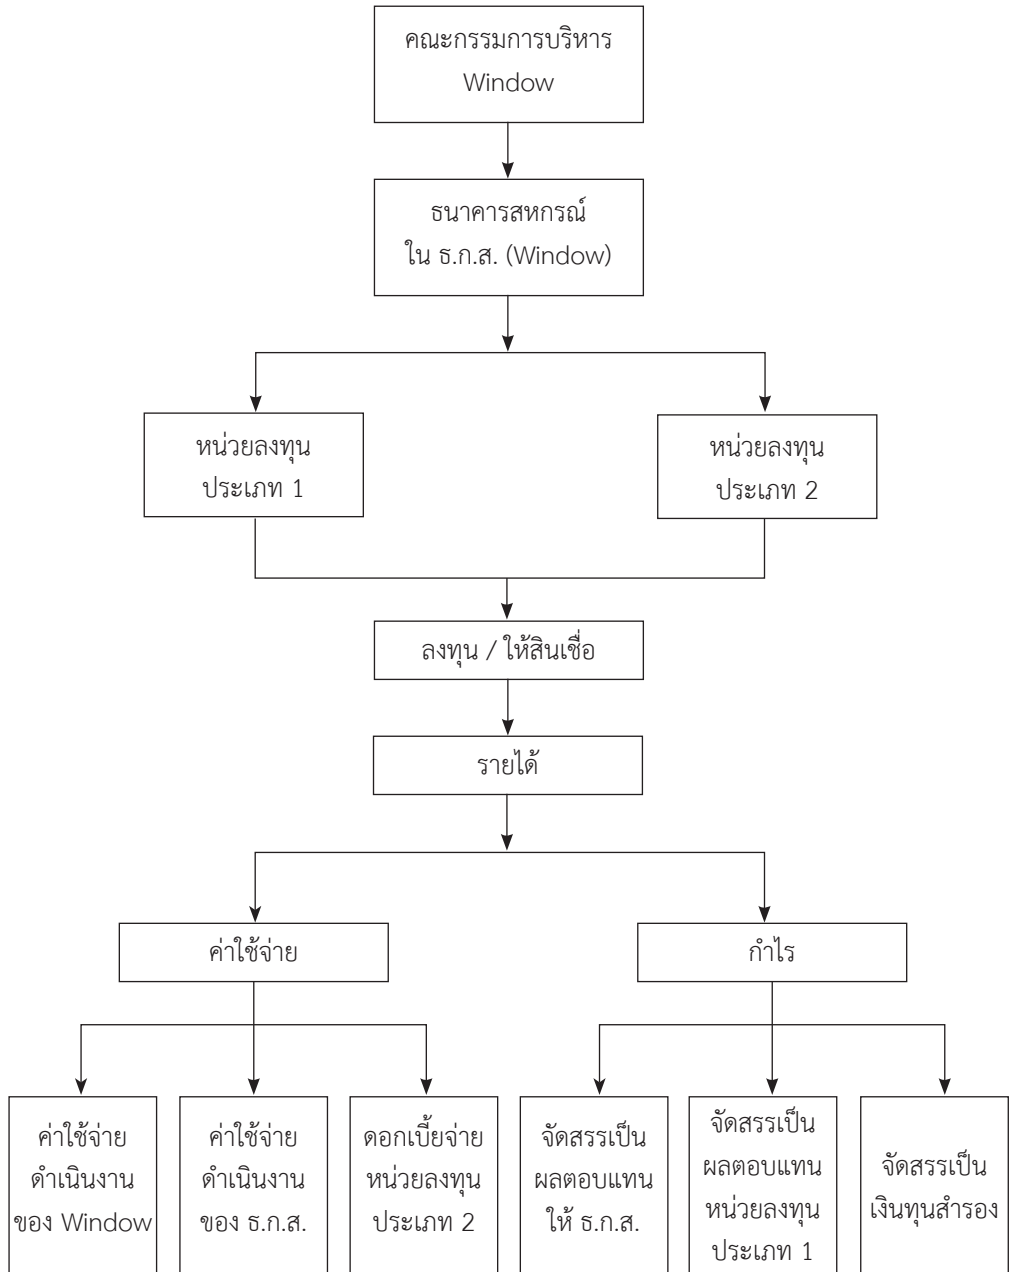 คณะกรรมการบริหาร
Window
ธนาคารสหกรณ์
ใน ธ.ก.ส. (Window)
หน่วยลงทุน
ประเภท 1
หน่วยลงทุน
ประเภท 2
ลงทุน / ให้สินเชื่อ
รายได้
ค่าใช้จ่าย
กำไร
ค่าใช้จ่าย
ดำเนินงาน
ของ Window
ค่าใช้จ่าย
ดำเนินงาน
ของ ธ.ก.ส.
ดอกเบี้ยจ่าย
หน่วยลงทุน
ประเภท 2
จัดสรรเป็น
ผลตอบแทน
ให้ ธ.ก.ส.
จัดสรรเป็น
ผลตอบแทน
หน่วยลงทุน
ประเภท 1
จัดสรรเป็น
เงินทุนสำรอง